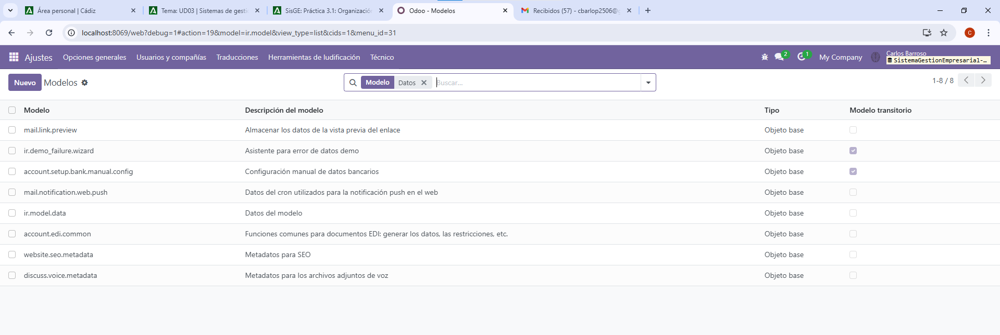 Área personal | Cádiz
Tema: UD03 | Sistemas de gesti
SisGE: Práctica 3.1: Organización
Odoo - Modelos
Recibidos (57) - cbarlop2506@g
localhost:8069/web?debug=1#action=19&model=ir.model&view_type=list&cids=1&menu_id=31
C
Ajustes Opciones generales Usuarios y compañías Traducciones Herramientas de ludificación Técnico
2 1 My Company Carlos Barroso
SistemaGestionEmpresarial-...
Nuevo Modelos Modelo Datos Buscar... 1-8 / 8
Modelo Descripción del modelo Tipo Modelo transitorio
mail.link.preview Almacenar los datos de la vista previa del enlace Objeto base
ir.demo_failure.wizard Asistente para error de datos demo Objeto base
account.setup.bank.manual.config Configuración manual de datos bancarios Objeto base
mail.notification.web.push Datos del cron utilizados para la notificación push en el web Objeto base
ir.model.data Datos del modelo Objeto base
account.edi.common Funciones comunes para documentos EDI: generar los datos, las restricciones, etc. Objeto base
website.seo.metadata Metadatos para SEO Objeto base
discuss.voice.metadata Metadatos para los archivos adjuntos de voz Objeto base